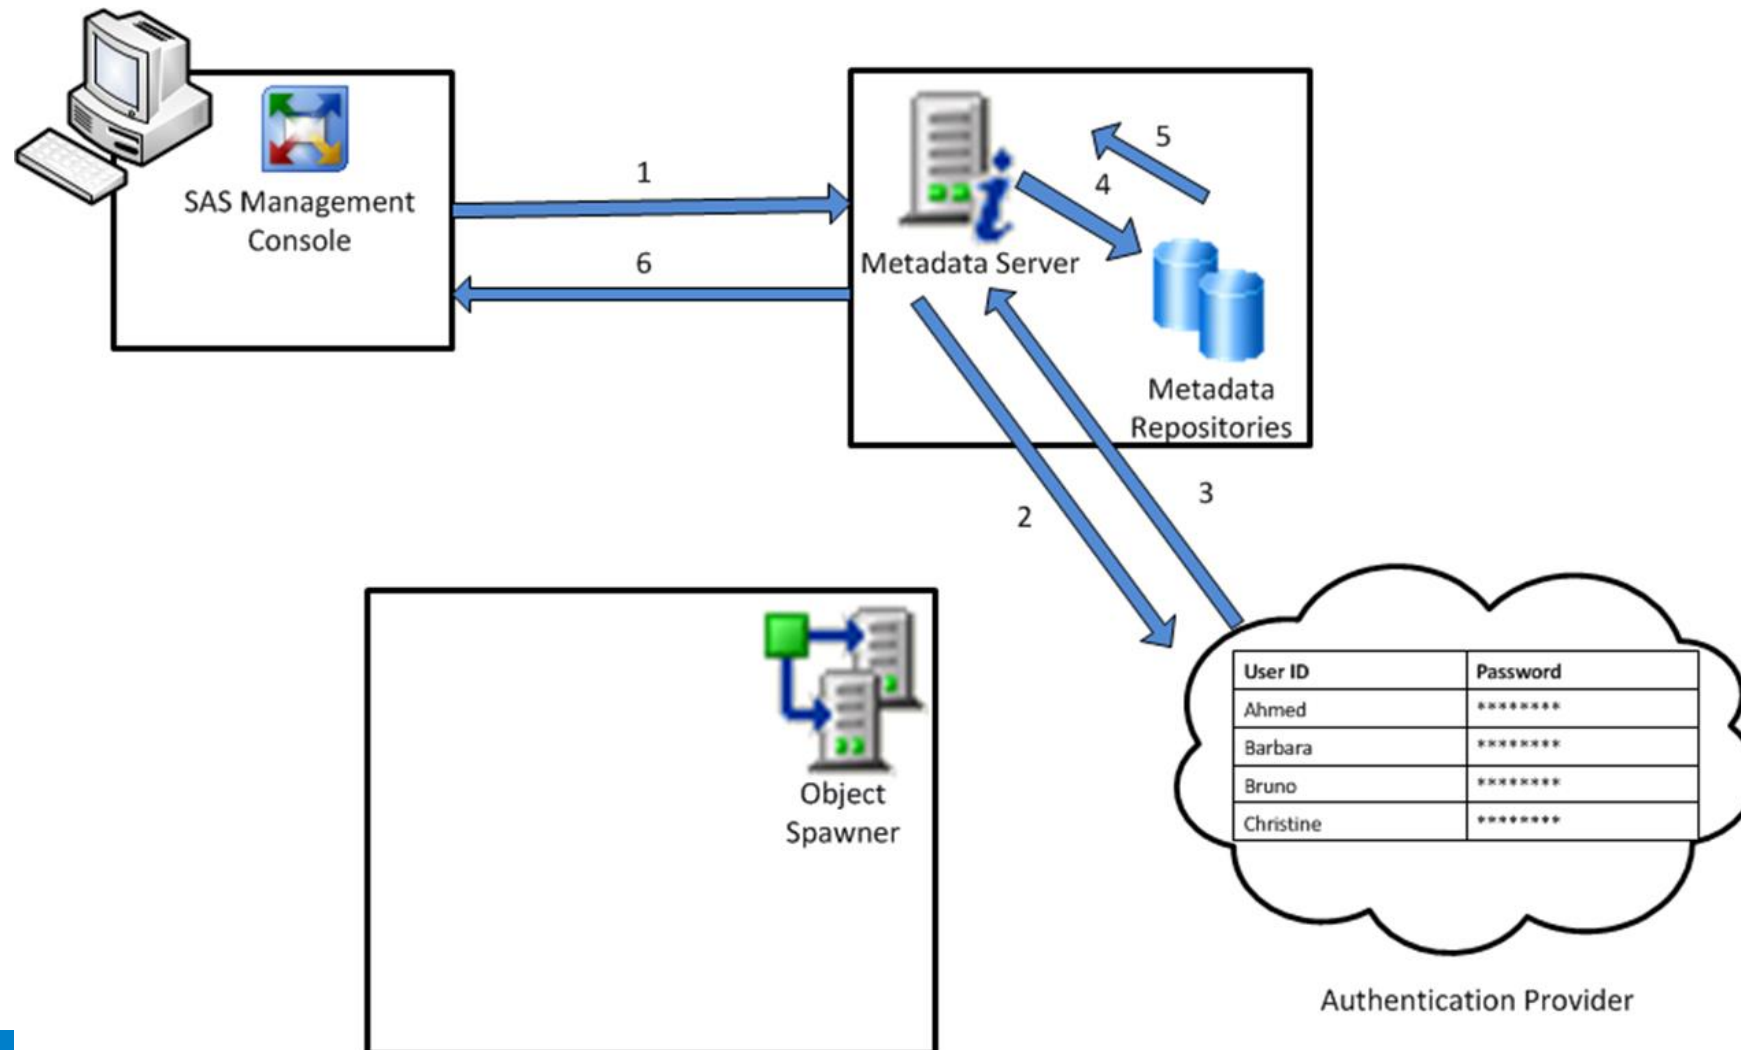 SAS Management
Console
1
6
5
4
Metadata Server
Metadata
Repositories
2
3
Object
Spawner
User ID Password
Ahmed ********
Barbara ********
Bruno ********
Christine ********
Authentication Provider